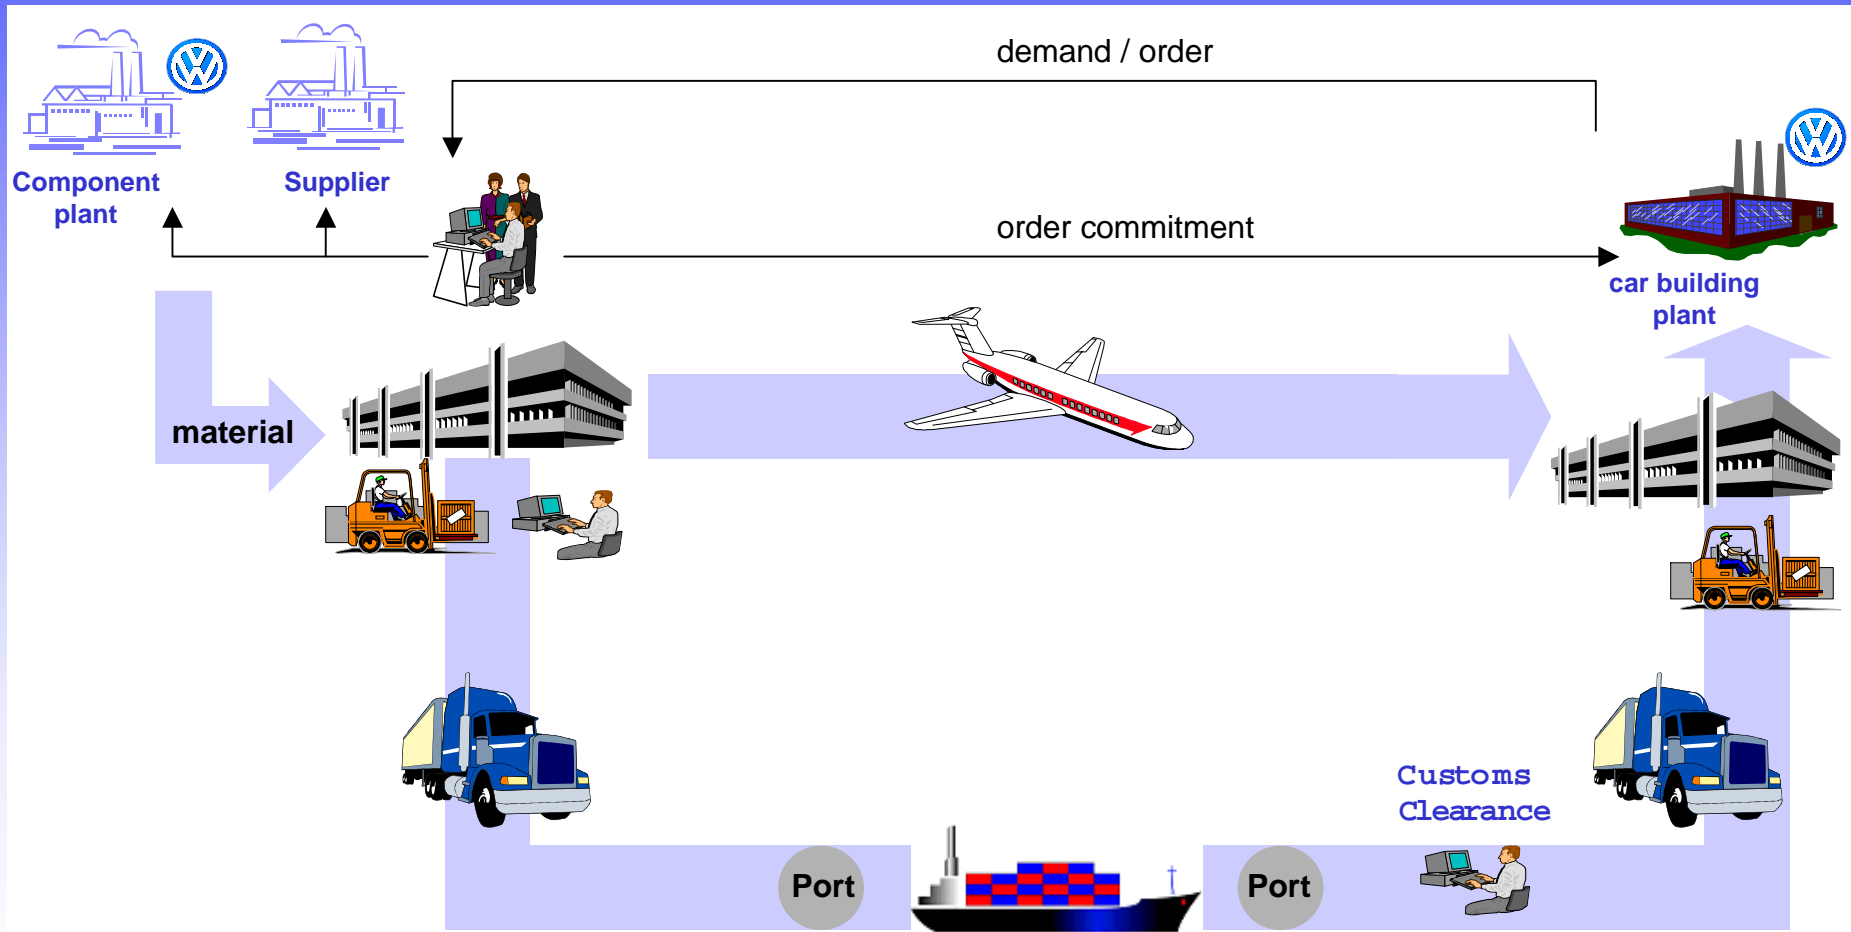 demand / order
Component
plant
Supplier
order commitment
car building
plant
material
Customs
Clearance
Port
Port